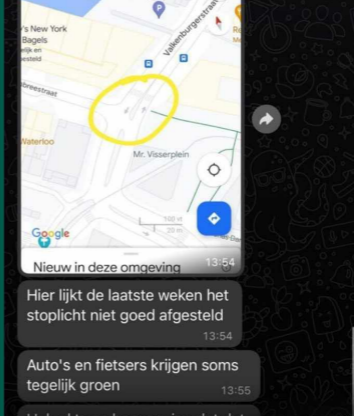 P
Valkenburgerstraat
's New York
Bagels
Waterloo
Mr. Visserplein
Google
Nieuw in deze omgeving
13:54
Hier lijkt de laatste weken het
stoplicht niet goed afgesteld
13:54
Auto's en fietsers krijgen soms
tegelijk groen
13:55